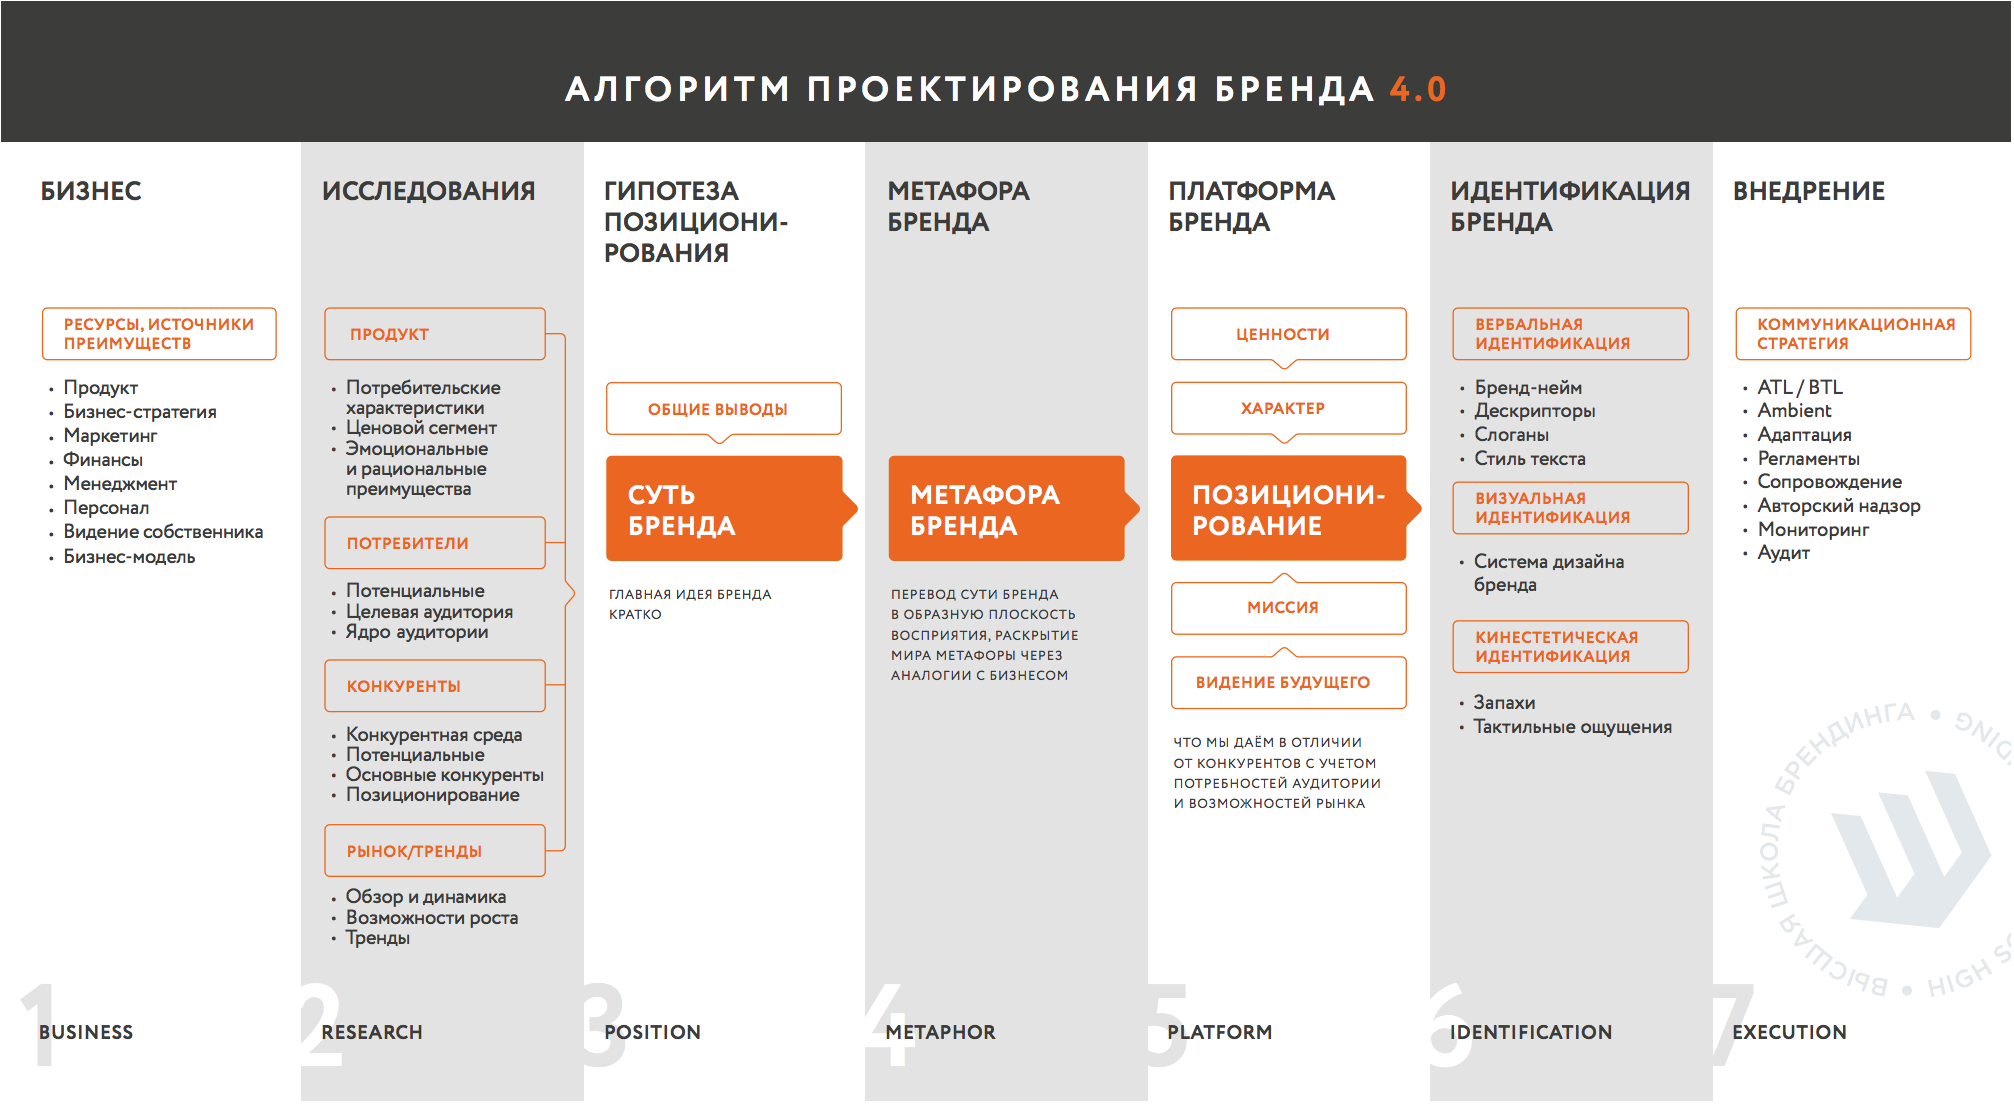 АЛГОРИТМ ПРОЕКТИРОВАНИЯ БРЕНДА 4.0
БИЗНЕС
РЕСУРСЫ, ИСТОЧНИКИ
ПРЕИМУЩЕСТВ
• Продукт
• Бизнес-стратегия
• Маркетинг
• Финансы
• Менеджмент
• Персонал
• Видение собственника
• Бизнес-модель
1
BUSINESS
ИССЛЕДОВАНИЯ
ПРОДУКТ
• Потребительские
характеристики
• Ценовой сегмент
• Эмоциональные
и рациональные
преимущества
ПОТРЕБИТЕЛИ
• Потенциальные
• Целевая аудитория
• Ядро аудитории
КОНКУРЕНТЫ
• Конкурентная среда
• Потенциальные
• Основные конкуренты
• Позиционирование
РЫНОК/ТРЕНДЫ
• Обзор и динамика
• Возможности роста
• Тренды
2
RESEARCH
ГИПОТЕЗА
ПОЗИЦИОНИ-
РОВАНИЯ
ОБЩИЕ ВЫВОДЫ
СУТЬ
БРЕНДА
ГЛАВНАЯ ИДЕЯ БРЕНДА
КРАТКО
3
POSITION
МЕТАФОРА
БРЕНДА
МЕТАФОРА
БРЕНДА
ПЕРЕВОД СУТИ БРЕНДА
В ОБРАЗНУЮ ПЛОСКОСТЬ
ВОСПРИЯТИЯ, РАСКРЫТИЕ
МИРА МЕТАФОРЫ ЧЕРЕЗ
АНАЛОГИИ С БИЗНЕСОМ
4
METAPHOR
ПЛАТФОРМА
БРЕНДА
ЦЕННОСТИ
ХАРАКТЕР
ПОЗИЦИОНИ-
РОВАНИЕ
МИССИЯ
ВИДЕНИЕ БУДУЩЕГО
ЧТО МЫ ДАЁМ В ОТЛИЧИИ
ОТ КОНКУРЕНТОВ С УЧЕТОМ
ПОТРЕБНОСТЕЙ АУДИТОРИИ
И ВОЗМОЖНОСТЕЙ РЫНКА
5
PLATFORM
ИДЕНТИФИКАЦИЯ
БРЕНДА
ВЕРБАЛЬНАЯ
ИДЕНТИФИКАЦИЯ
• Бренд-нейм
• Дескрипторы
• Слоганы
• Стиль текста
ВИЗУАЛЬНАЯ
ИДЕНТИФИКАЦИЯ
• Система дизайна
бренда
КИНЕСТЕТИЧЕСКАЯ
ИДЕНТИФИКАЦИЯ
• Запахи
• Тактильные ощущения
6
IDENTIFICATION
ВНЕДРЕНИЕ
КОММУНИКАЦИОННАЯ
СТРАТЕГИЯ
• ATL / BTL
• Ambient
• Адаптация
• Регламенты
• Сопровождение
• Авторский надзор
• Мониторинг
• Аудит
7
EXECUTION
ВЫСШАЯ ШКОЛА БРЕНДИНГА •
• HIGH